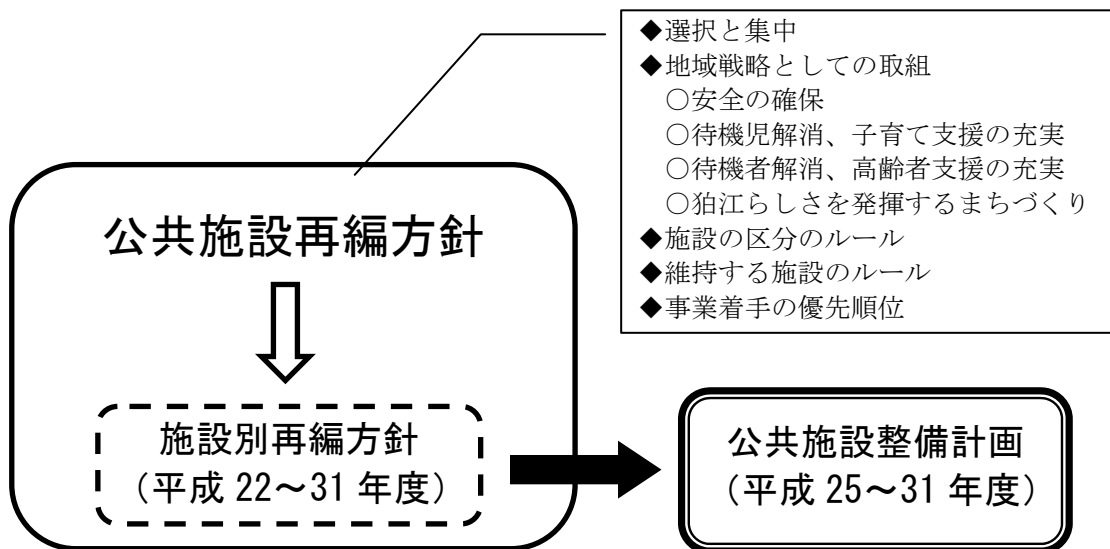 ◆選択と集中
◆地域戦略としての取組
○安全の確保
○待機児解消、子育て支援の充実
○待機者解消、高齢者支援の充実
○狛江らしさを発揮するまちづくり
◆施設の区分のルール
◆維持する施設のルール
◆事業着手の優先順位
公共施設再編方針
施設別再編方針
（平成 22～31 年度）
公共施設整備計画
（平成 25～31 年度）